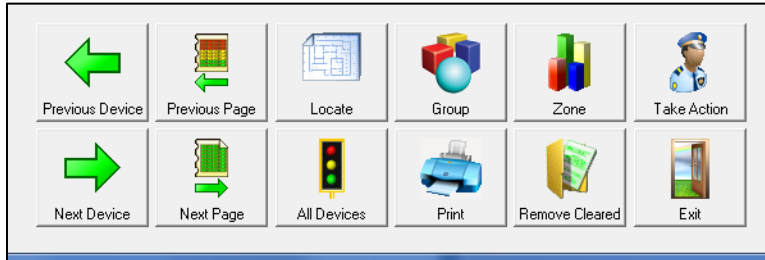 Previous Device
Previous Page
Locate
Group
Zone
Take Action
Next Device
Next Page
All Devices
Print
Remove Cleared
Exit